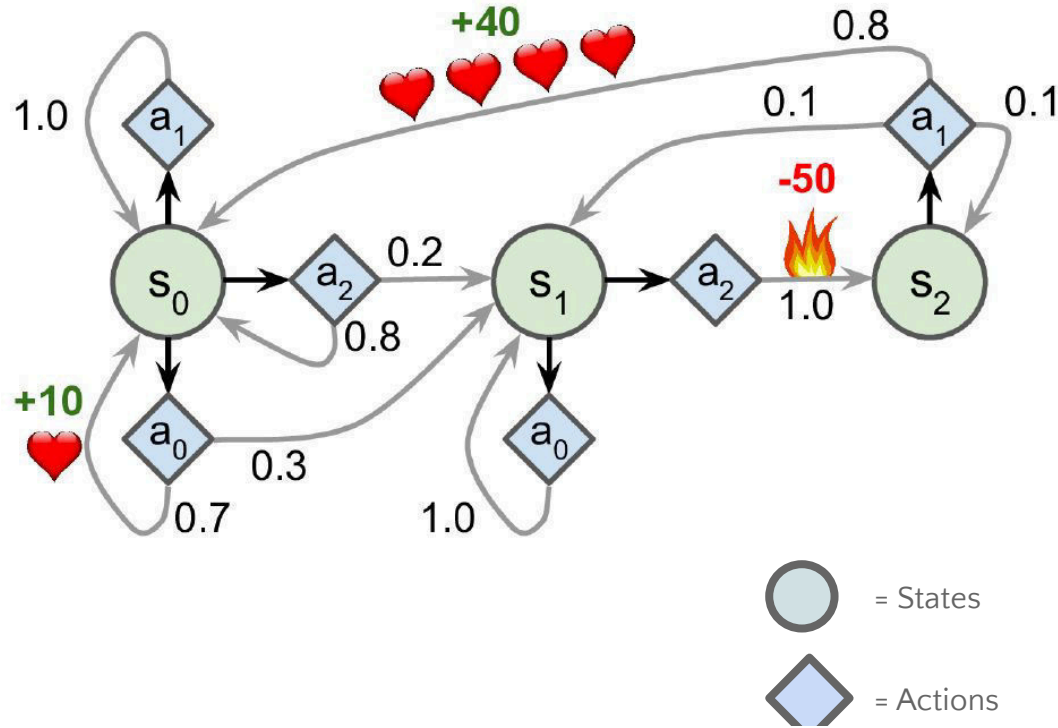 +40
0.8
1.0
a1
0.1
a1
0.1
-50
s0
a2
0.2
s1
a2
1.0
s2
0.8
+10
a0
0.3
a0
0.7
1.0
= States
= Actions